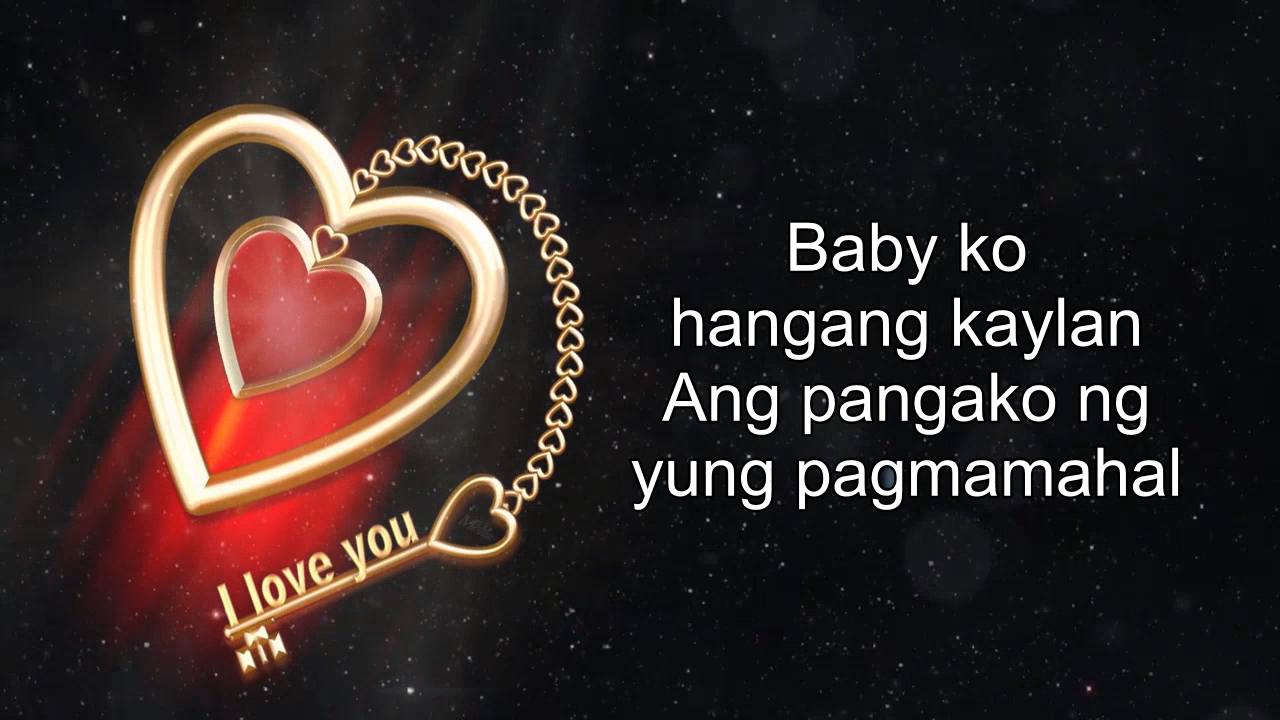 I love you
Baby ko
hangang kaylan
Ang pangako ng
yung pagmamahal